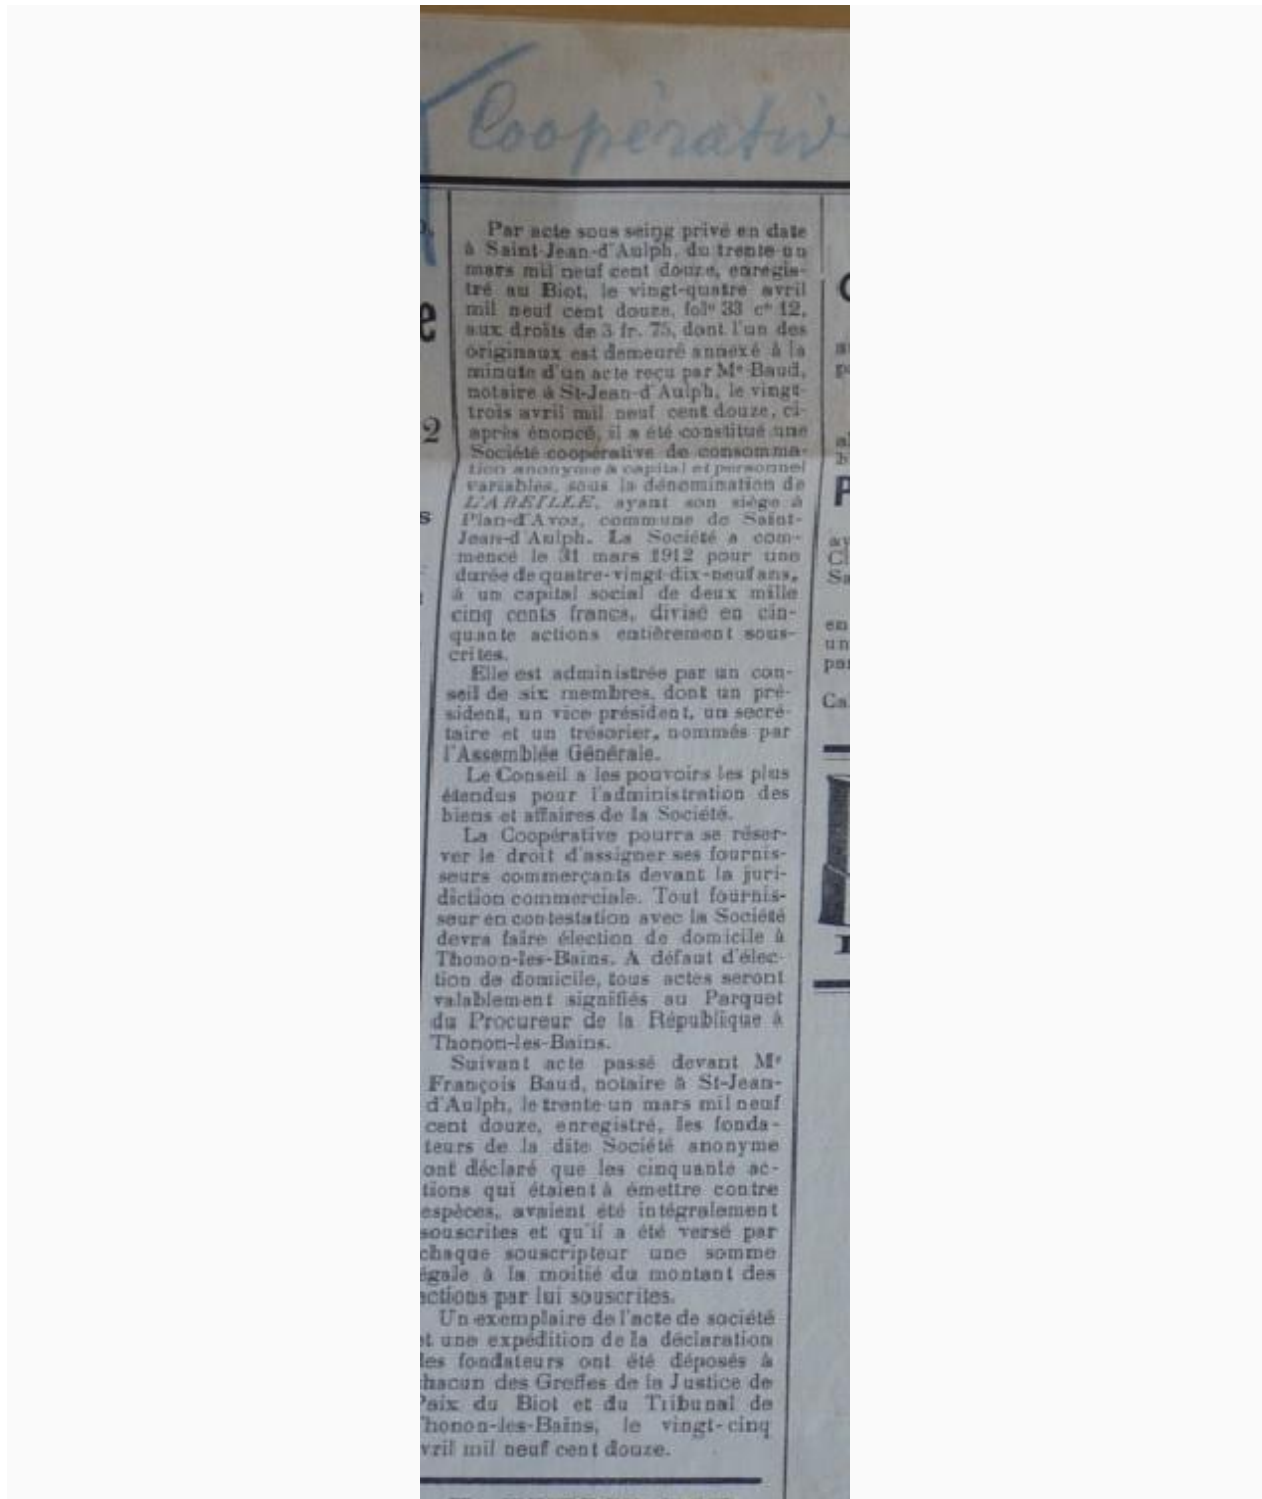 Coopérativ
Par acte sous seing privé en date
à Saint-Jean-d'Aulph, du trente-un
mars mil neuf cent douze, enregis-
tré au Biot, le vingt-quatre avril
mil neuf cent douze, fol° 33 c° 12,
aux droits de 3 fr. 75, dont l'un des
originaux est demeuré annexé à la
minute d'un acte reçu par Me Baud,
notaire à St-Jean-d'Aulph, le vingt-
trois avril mil neuf cent douze, ci-
après énoncé, il a été constitué une
Société coopérative de consomma-
tion anonyme à capital et personnel
variables, sous la dénomination de
L'ABEILLE, ayant son siège à
Plan-d'Avoz, commune de Saint-
Jean-d'Aulph. La Société a com-
mencé le 31 mars 1912 pour une
durée de quatre-vingt-dix-neuf ans,
à un capital social de deux mille
cinq cents francs, divisé en cin-
quante actions entièrement sous-
crites.
Elle est administrée par un con-
seil de six membres, dont un pré-
sident, un vice président, un secré-
taire et un trésorier, nommés par
l'Assemblée Générale.
Le Conseil a les pouvoirs les plus
étendus pour l'administration des
biens et affaires de la Société.
La Coopérative pourra se réser-
ver le droit d'assigner ses fournis-
seurs commerçants devant la juri-
diction commerciale. Tout fournis-
seur en contestation avec la Société
devra faire élection de domicile à
Thonon-les-Bains. A défaut d'élec-
tion de domicile, tous actes seront
valablement signifiés au Parquet
du Procureur de la République à
Thonon-les-Bains.
Suivant acte passé devant Me
François Baud, notaire à St-Jean-
d'Aulph, le trente-un mars mil neuf
cent douze, enregistré, les fonda-
teurs de la dite Société anonyme
ont déclaré que les cinquante ac-
tions qui étaient à émettre contre
espèces, avaient été intégralement
souscrites et qu'il a été versé par
chaque souscripteur une somme
égale à la moitié du montant des
actions par lui souscrites.
Un exemplaire de l'acte de société
et une expédition de la déclaration
des fondateurs ont été déposés à
chacun des Greffes de la Justice de
Paix du Biot et du Tribunal de
Thonon-les-Bains, le vingt-cinq
avril mil neuf cent douze.